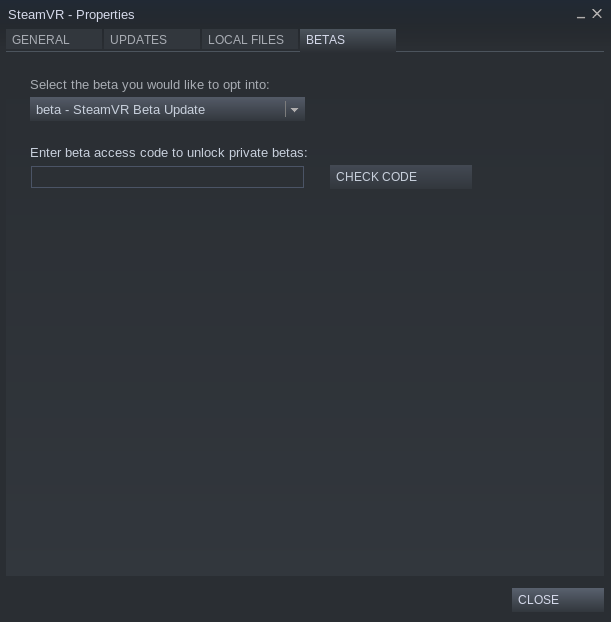 SteamVR - Properties
GENERAL UPDATES LOCAL FILES BETAS
Select the beta you would like to opt into:
beta - SteamVR Beta Update
Enter beta access code to unlock private betas:
CHECK CODE
CLOSE